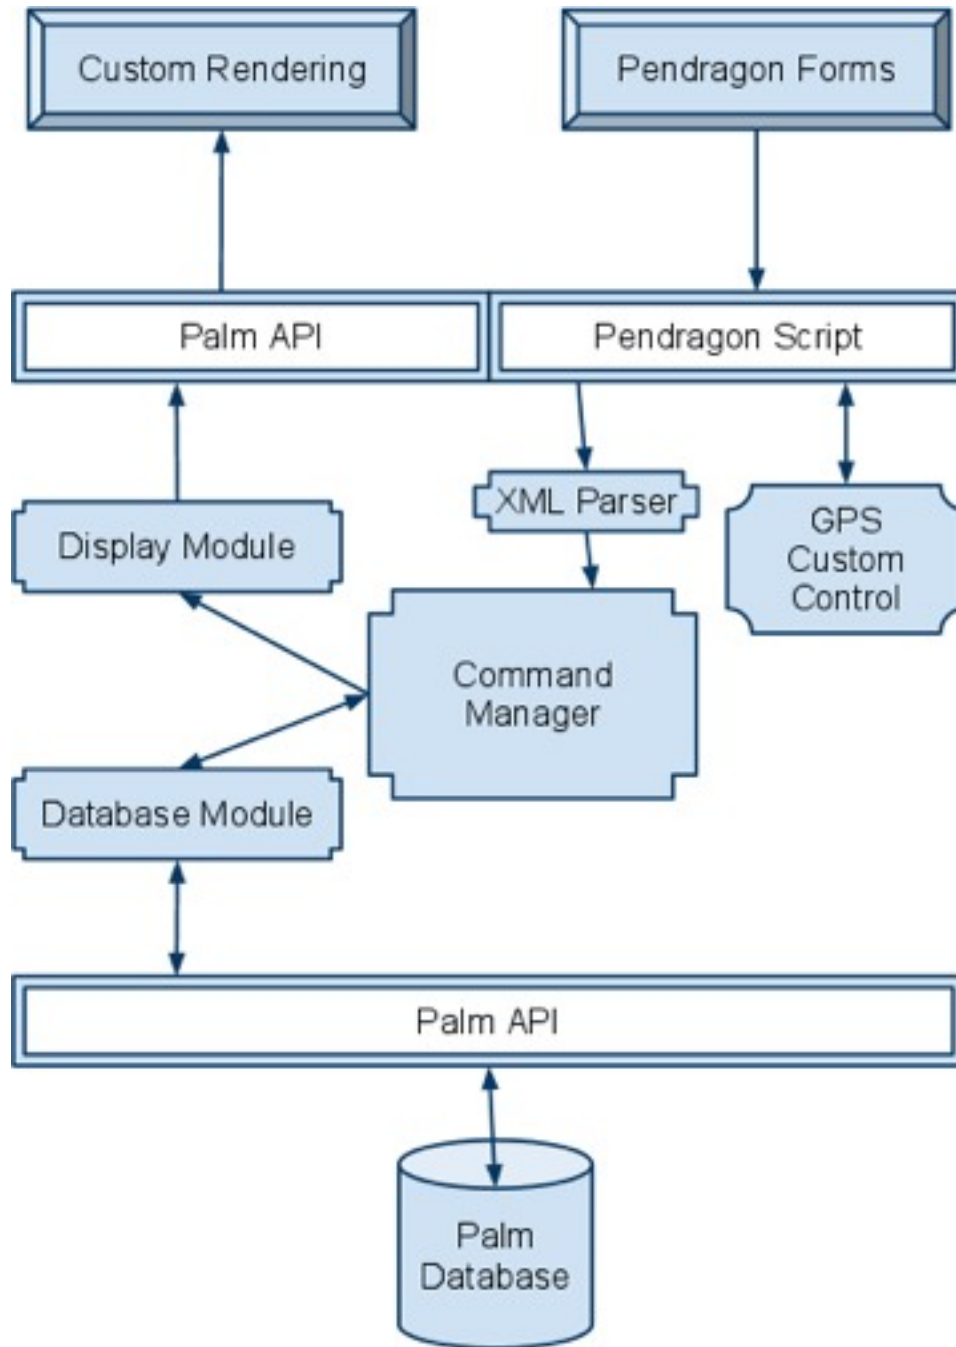 Custom Rendering
Pendragon Forms
Palm API
Pendragon Script
XML Parser
GPS
Custom
Control
Display Module
Command
Manager
Database Module
Palm API
Palm
Database